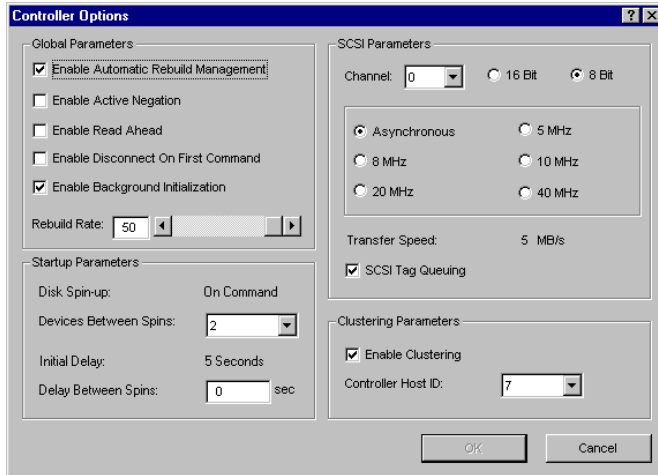 Controller Options
Global Parameters
Enable Automatic Rebuild Management
Enable Active Negation
Enable Read Ahead
Enable Disconnect On First Command
Enable Background Initialization
Rebuild Rate: 50
Startup Parameters
Disk Spin-up: On Command
Devices Between Spins: 2
Initial Delay: 5 Seconds
Delay Between Spins: 0 sec
SCSI Parameters
Channel: 0 16 Bit 8 Bit
Asynchronous 5 MHz
8 MHz 10 MHz
20 MHz 40 MHz
Transfer Speed: 5 MB/s
SCSI Tag Queuing
Clustering Parameters
Enable Clustering
Controller Host ID: 7
OK Cancel